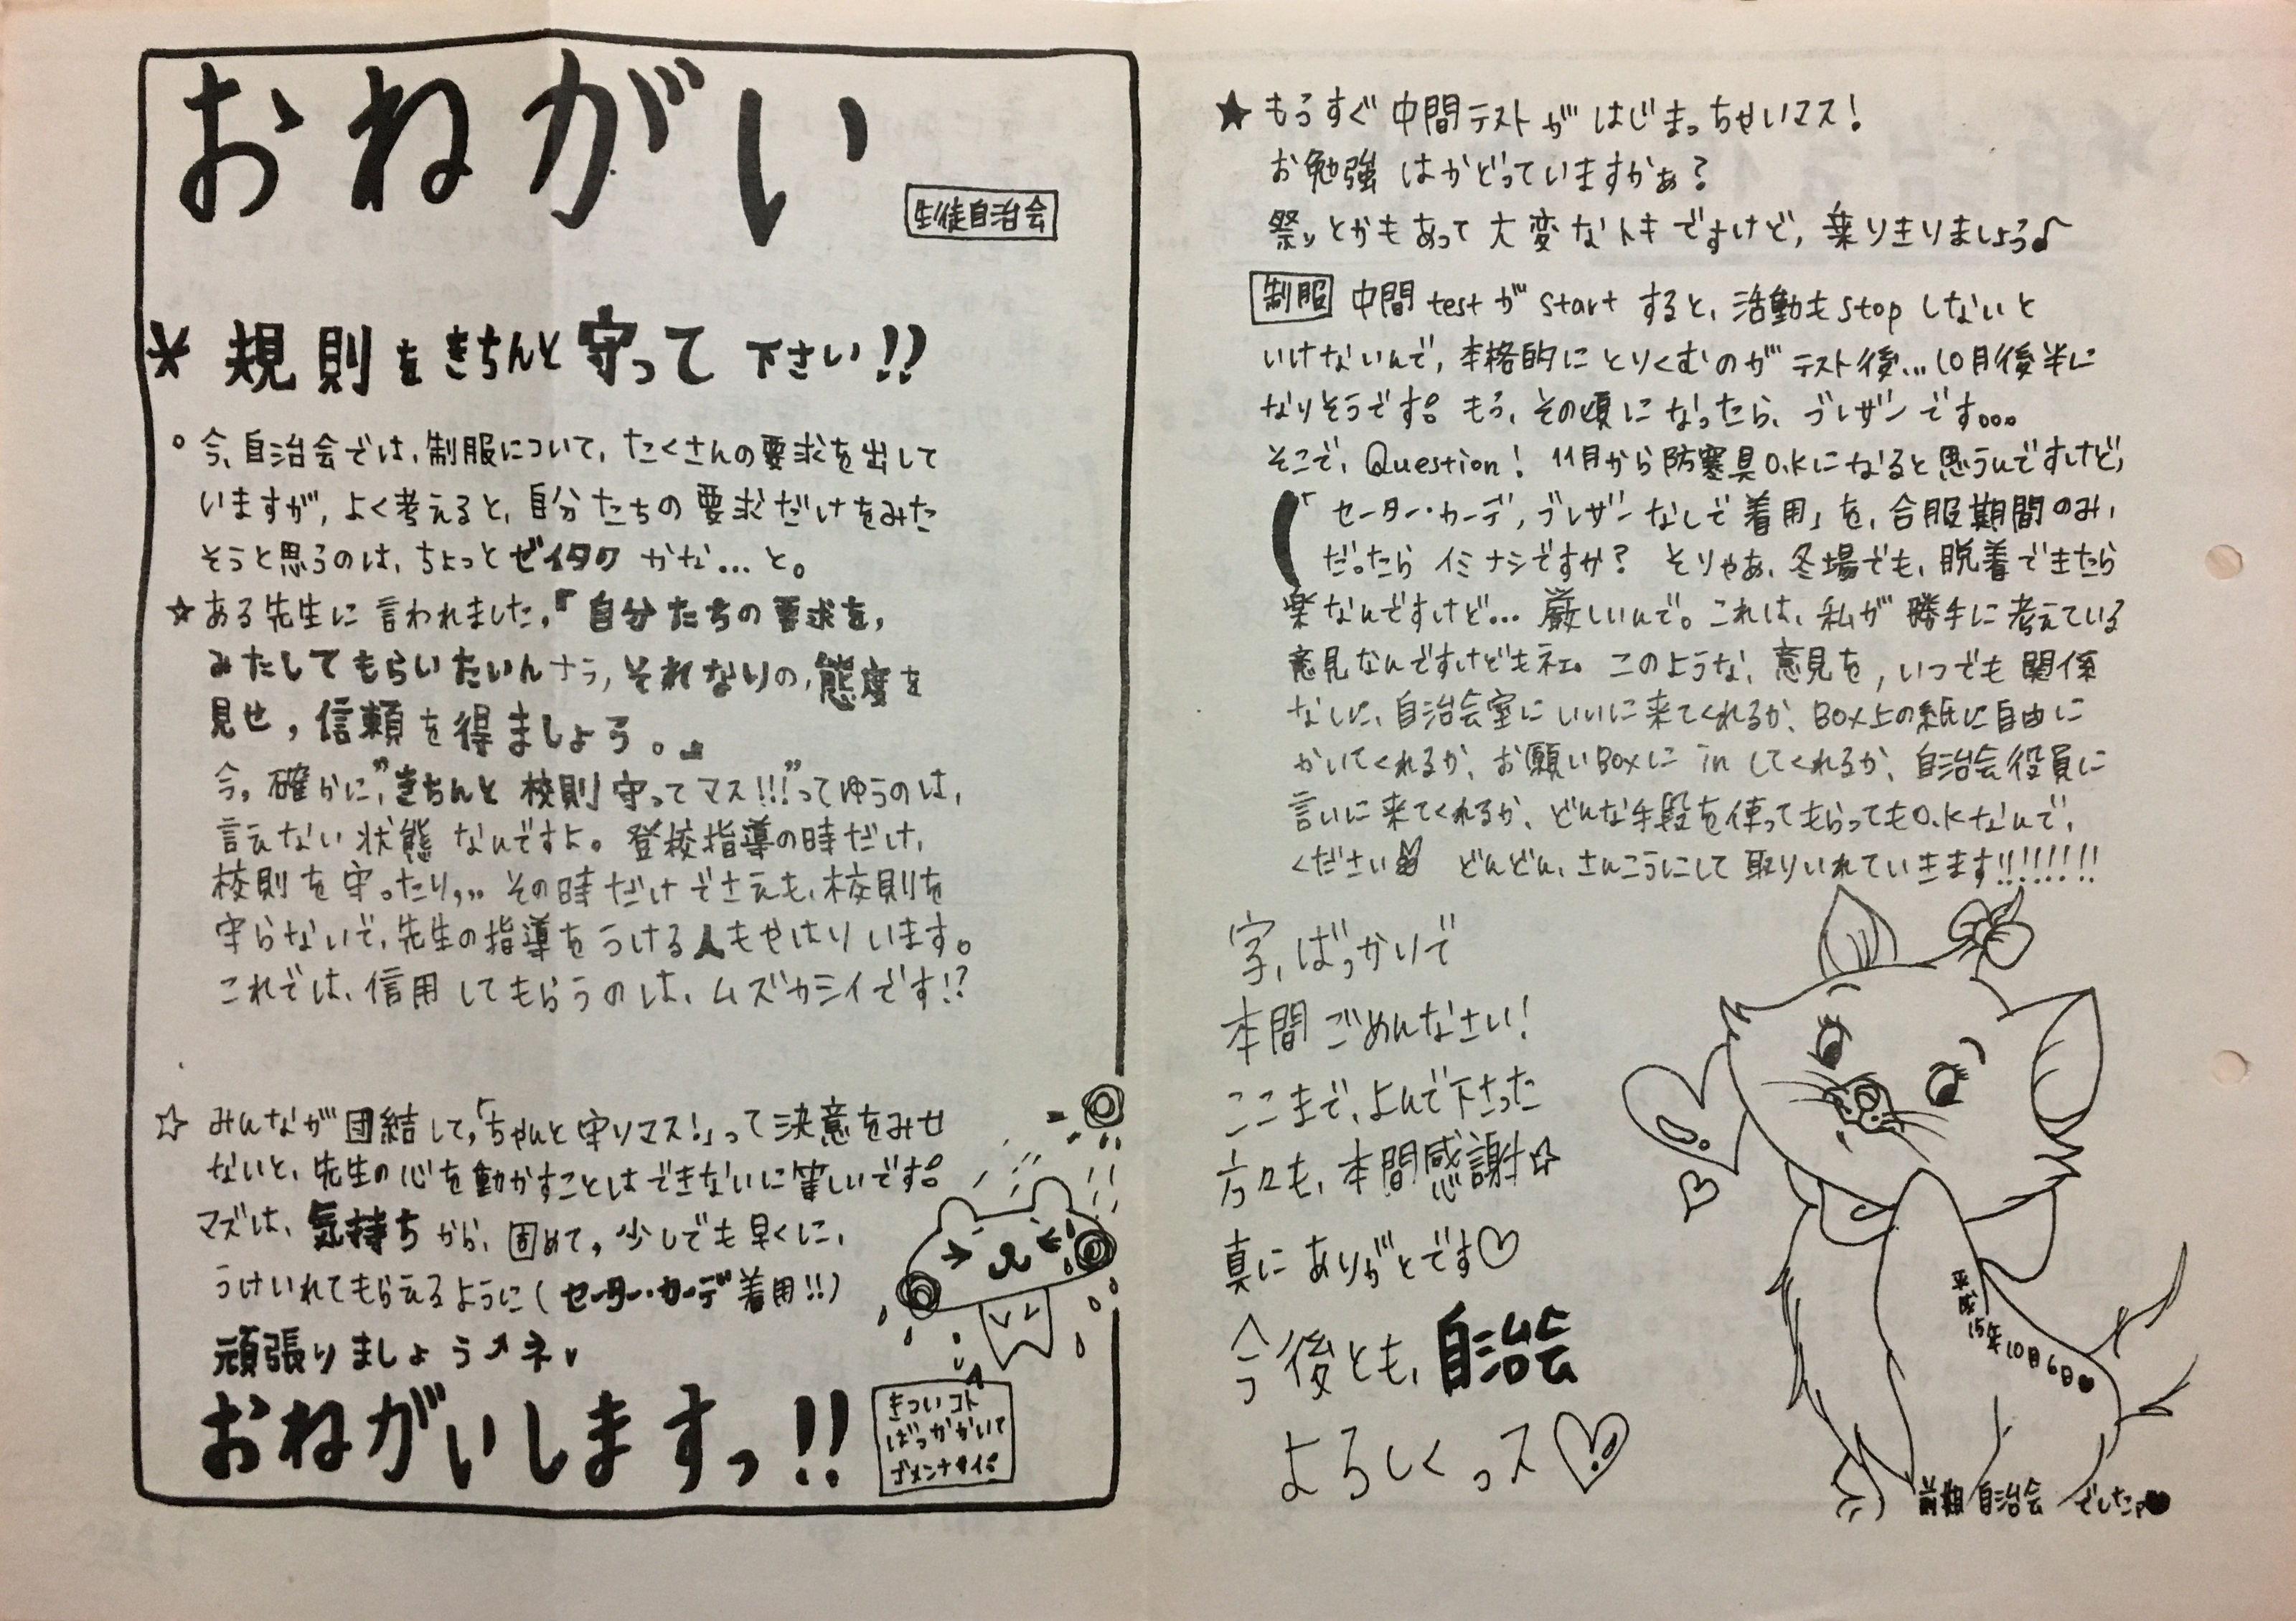 おねがい
生徒自治会
* 規則をきちんと守って下さい!!
。今、自治会では、制服について、たくさんの要求を出して
いますが、よく考えると、自分たちの要求だけをみた
そうと思うのは、ちょっとゼイタクかな…と。
☆ある先生に言われました。『自分たちの要求を、
みたしてもらいたいんナラ、それなりの、態度を
見せ、信頼を得ましょう。』
今。確かに、"きちんと校則守ってマス!!!"ってゆうのは、
言えない状態なんですよ。登校指導の時だけ、
校則を守ったり,,, その時だけでさえも、校則を
守らないで、先生の指導をうける人もやはりいます。
これでは、信用してもらうのは、ムズカシイです!?
☆ みんなが団結して、「ちゃんと守りマス!」って決意をみせ
ないと、先生の心を動かすことはできないに等しいです。
マズは、気持ちから、固めて、少しでも早くに、
うけいれてもらえるように(セーター・カーデ着用!!)
頑張りましょう↗ネ。
おねがいしますっ!!
きついコト
ばっかかいて
ゴメンナサイ。
★ もうすぐ中間テストがはじまっちゃいマス!
お勉強はかどっていますかぁ?
祭りとかもあって大変なトキですけど, 乗りきりましょう♪
制服 中間testがstartすると、活動もstopしないと
いけないんで, 本格的にとりくむのがテスト後…10月後半に
なりそうです。もう、その頃になったら、ブレザーです。。。
そこで、Question! 11月から防寒具O.Kになると思うんですけど,
「セーター・カーデ, ブレザーなしで着用」を、合服期間のみ,
だったらイミナシですか? そりゃあ、冬場でも、脱着できたら
楽なんですけど… 厳しいんで。これは、私が勝手に考えている
意見なんですけどもネェ。このような、意見を, いつでも関係
なしに、自治会室にいいに来てくれるか、BOX上の紙に自由に
かいてくれるか、お願いBOXにinしてくれるか、自治会役員に
言いに来てくれるか、どんな手段を使ってもらってもO.Kなんで,
ください どんどん、さんこうにして取りいれていきます!!!!!!!
字、ばっかりで
本間ごめんなさい!
ここまで、よんで下さった
方々も、本間感謝☆
真にありがとです♡
今後とも、自治会
よろしくっス♡
平成15年10月6日♥
前期自治会でしたァ♥